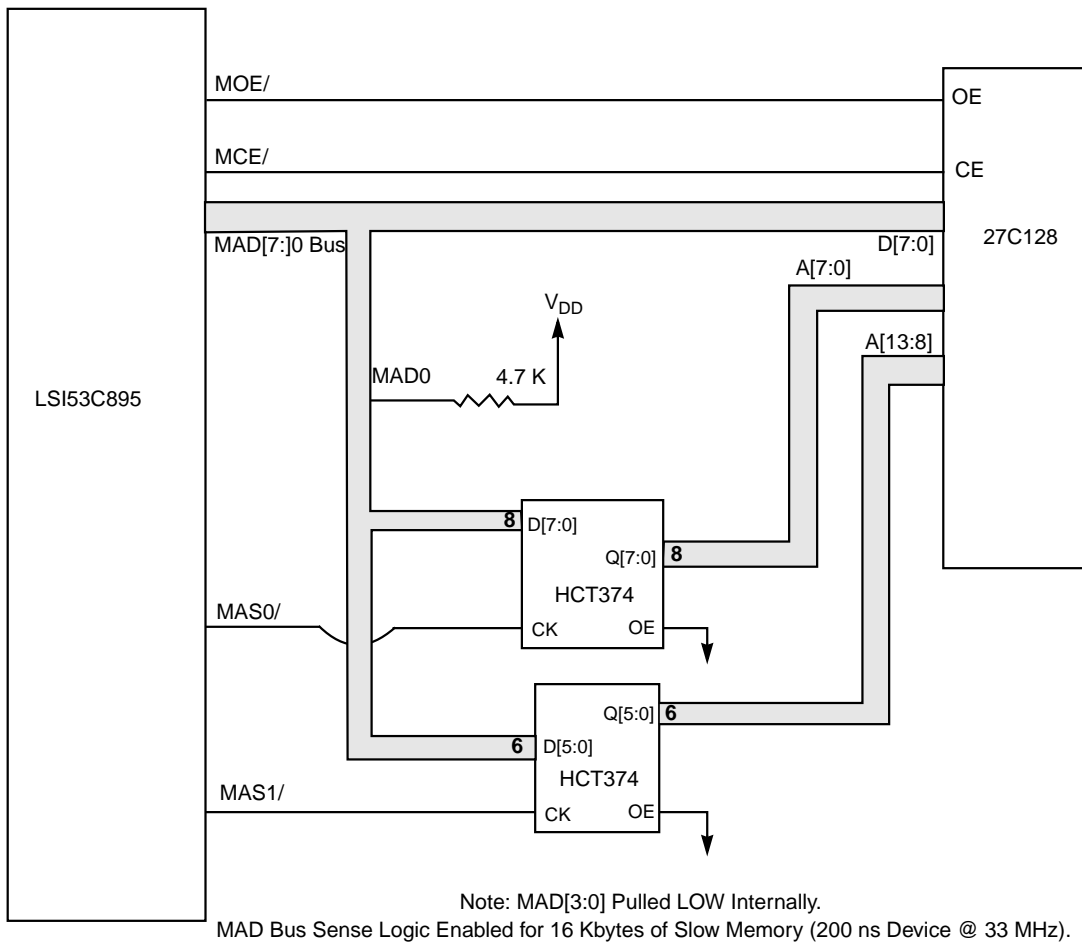 MOE/
OE
MCE/
CE
MAD[7:]0 Bus
D[7:0]
27C128
A[7:0]
VDD
A[13:8]
MAD0
4.7 K
LSI53C895
8
D[7:0]
Q[7:0]
8
HCT374
MAS0/
CK
OE
Q[5:0]
6
6
D[5:0]
HCT374
MAS1/
CK
OE
Note: MAD[3:0] Pulled LOW Internally.
MAD Bus Sense Logic Enabled for 16 Kbytes of Slow Memory (200 ns Device @ 33 MHz).